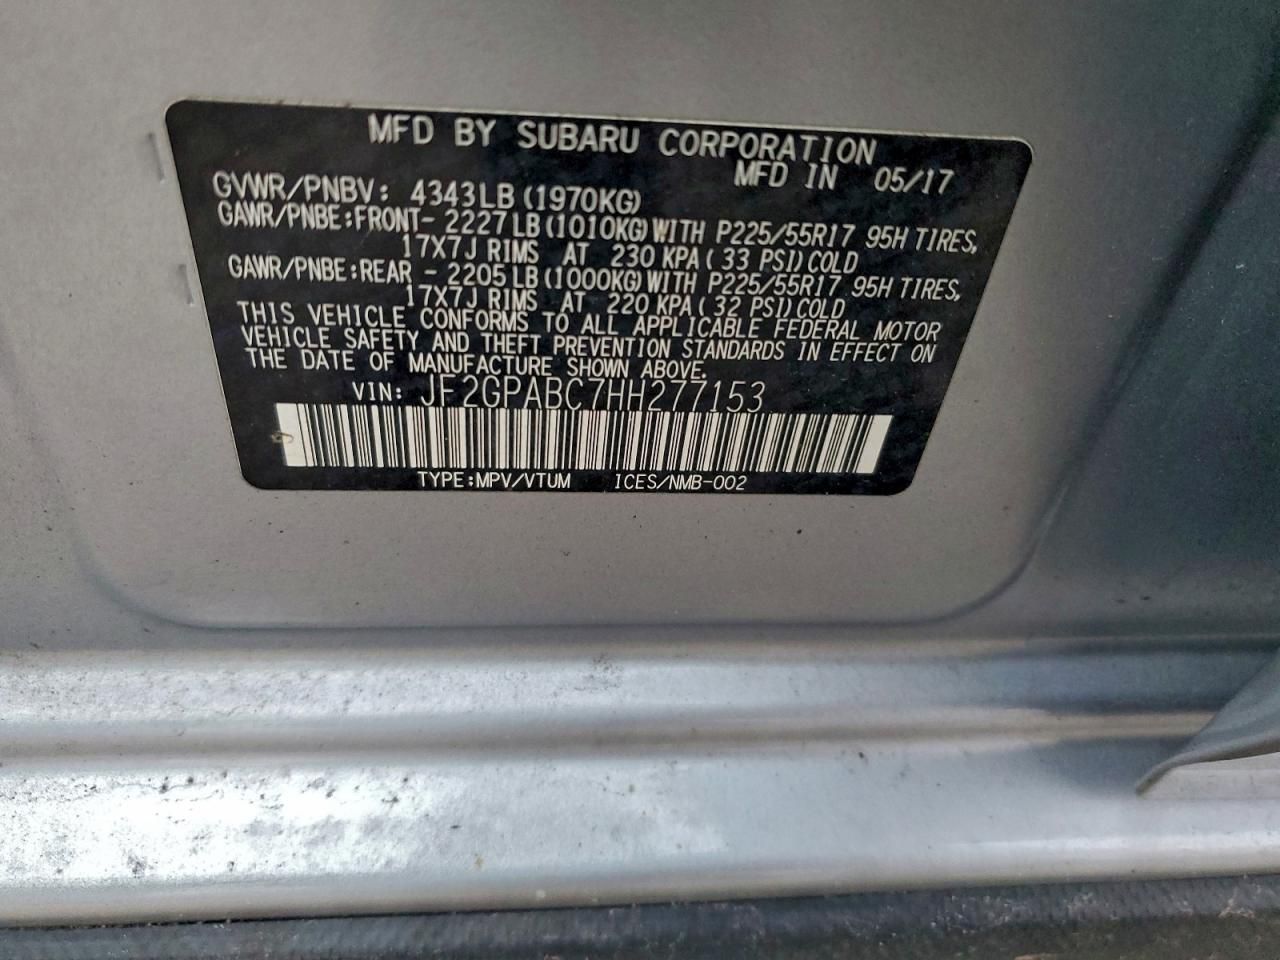 MFD BY SUBARU CORPORATION
MFD IN 05/17
GVWR/PNBV: 4343LB(1970KG)
GAWR/PNBE:FRONT- 2227LB(1010KG)WITH P225/55R17 95H TIRES,
17X7J RIMS AT 230 KPA(33 PSI)COLD
GAWR/PNBE:REAR - 2205LB(1000KG)WITH P225/55R17 95H TIRES,
17X7J RIMS AT 220 KPA(32 PSI)COLD
THIS VEHICLE CONFORMS TO ALL APPLICABLE FEDERAL MOTOR
VEHICLE SAFETY AND THEFT PREVENTION STANDARDS IN EFFECT ON
THE DATE OF MANUFACTURE SHOWN ABOVE.
VIN: JF2GPABC7HH277153
TYPE:MPV/VTUM ICES/NMB-002